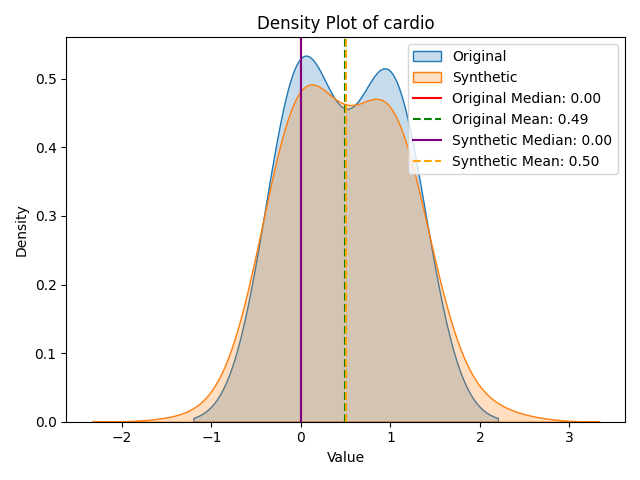 Density Plot of cardio
Original
Synthetic
Original Median: 0.00
Original Mean: 0.49
Synthetic Median: 0.00
Synthetic Mean: 0.50
Density
0.5
0.4
0.3
0.2
0.1
0.0
−2
−1
0
1
2
3
Value